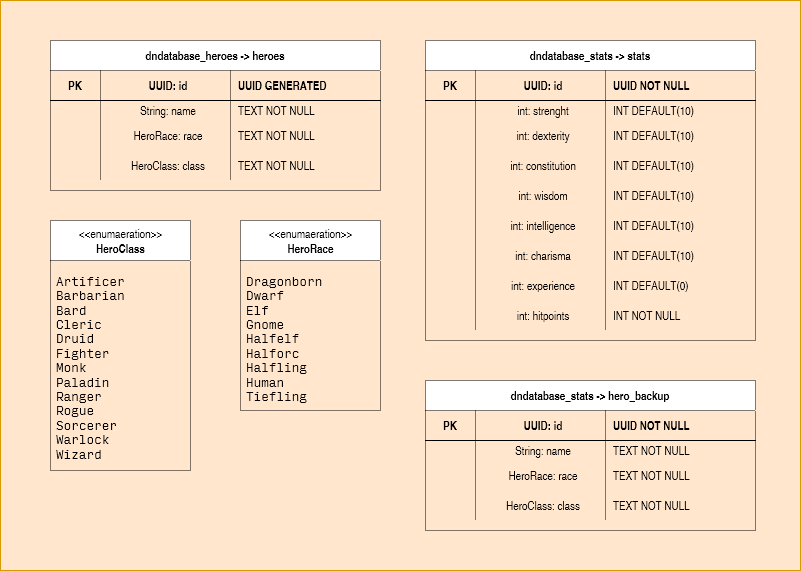 dndatabase_heroes -> heroes
PK UUID: id UUID GENERATED
String: name TEXT NOT NULL
HeroRace: race TEXT NOT NULL
HeroClass: class TEXT NOT NULL
<<enumaeration>>
HeroClass
Artificer
Barbarian
Bard
Cleric
Druid
Fighter
Monk
Paladin
Ranger
Rogue
Sorcerer
Warlock
Wizard
<<enumaeration>>
HeroRace
Dragonborn
Dwarf
Elf
Gnome
Halfelf
Halforc
Halfling
Human
Tiefling
dndatabase_stats -> stats
PK UUID: id UUID NOT NULL
int: strenght INT DEFAULT(10)
int: dexterity INT DEFAULT(10)
int: constitution INT DEFAULT(10)
int: wisdom INT DEFAULT(10)
int: intelligence INT DEFAULT(10)
int: charisma INT DEFAULT(10)
int: experience INT DEFAULT(0)
int: hitpoints INT NOT NULL
dndatabase_stats -> hero_backup
PK UUID: id UUID NOT NULL
String: name TEXT NOT NULL
HeroRace: race TEXT NOT NULL
HeroClass: class TEXT NOT NULL